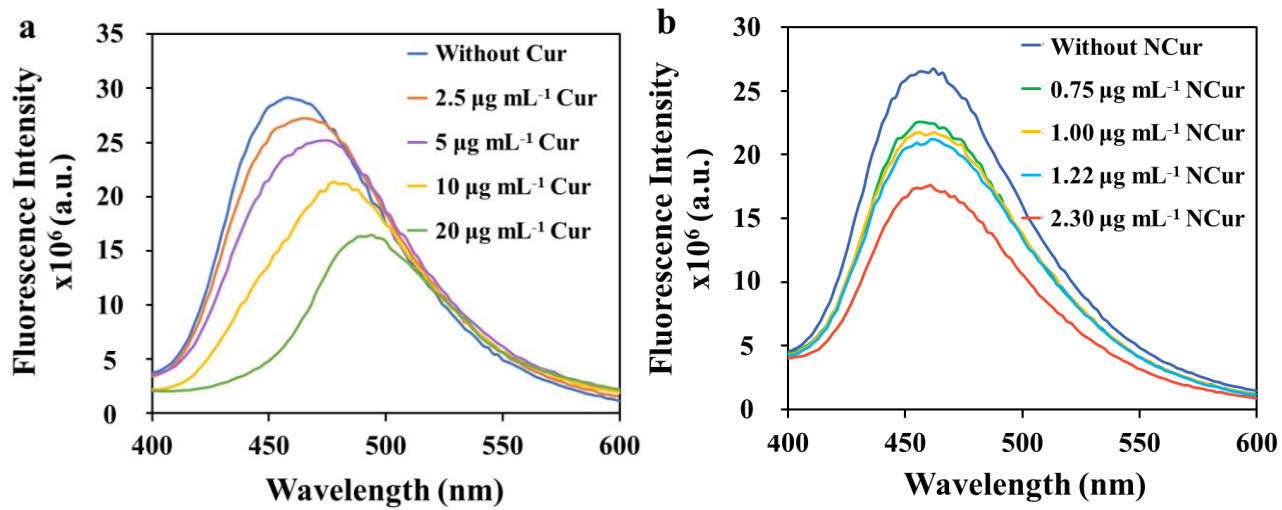 a
Fluorescence Intensity
x10⁶ (a.u.)
35
30
25
20
15
10
5
0
400
450
500
550
600
Wavelength (nm)
Without Cur
2.5 µg mL⁻¹ Cur
5 µg mL⁻¹ Cur
10 µg mL⁻¹ Cur
20 µg mL⁻¹ Cur
b
Fluorescence Intensity
x10⁶ (a.u.)
30
25
20
15
10
5
0
400
450
500
550
600
Wavelength (nm)
Without NCur
0.75 µg mL⁻¹ NCur
1.00 µg mL⁻¹ NCur
1.22 µg mL⁻¹ NCur
2.30 µg mL⁻¹ NCur